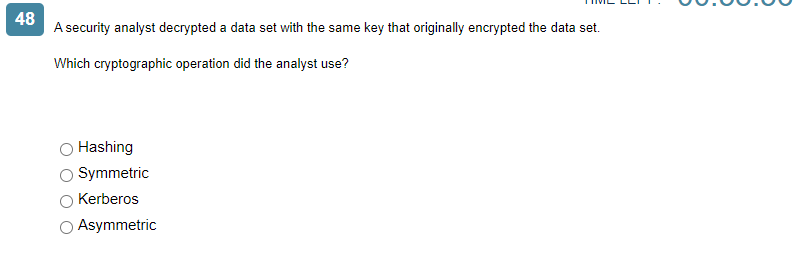 48
A security analyst decrypted a data set with the same key that originally encrypted the data set.
Which cryptographic operation did the analyst use?
Hashing
Symmetric
Kerberos
Asymmetric